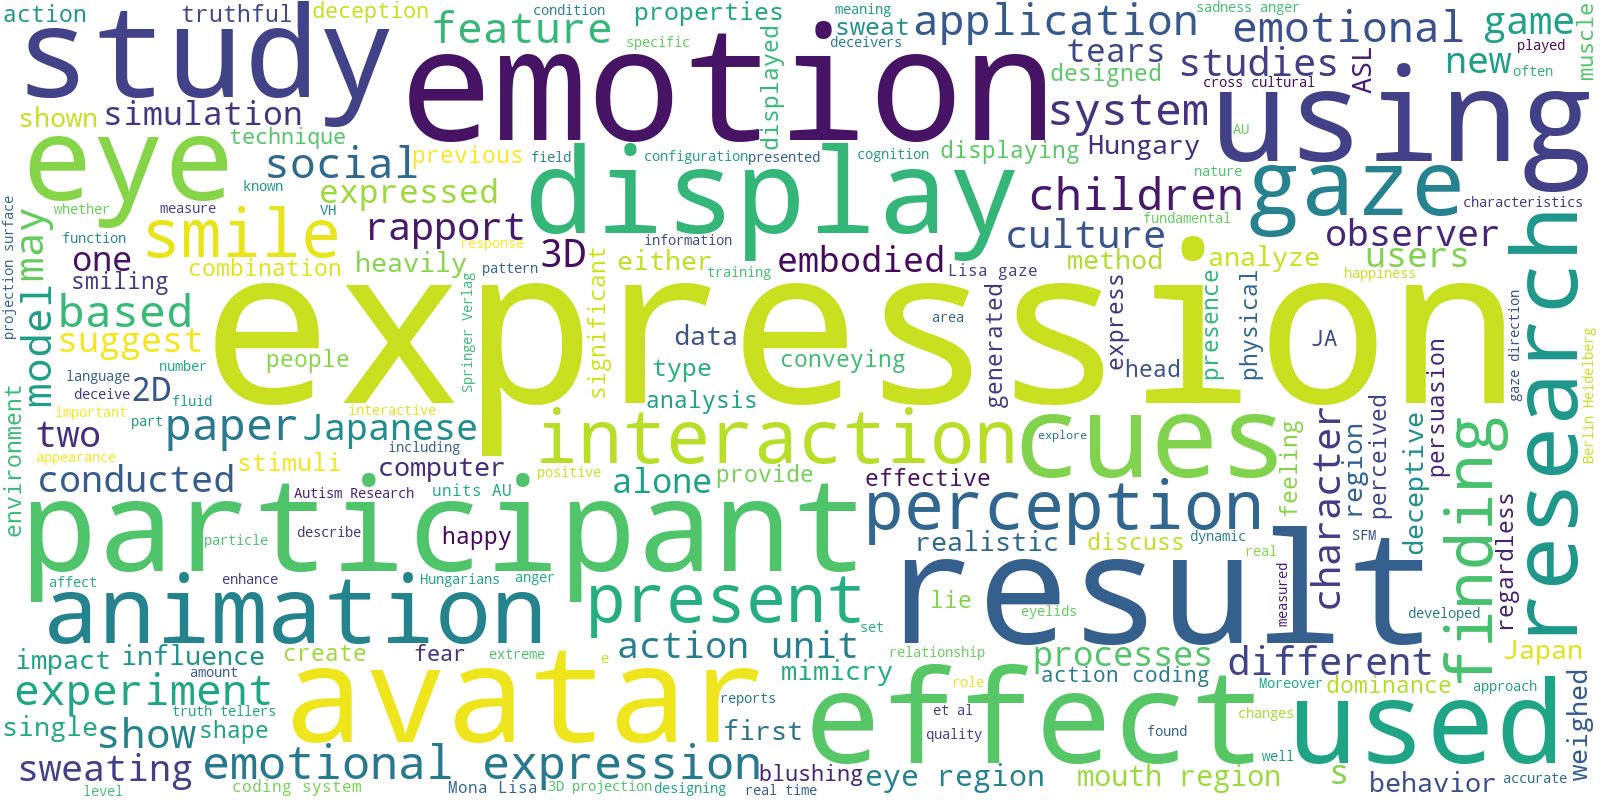 action
truthful
deception
condition
properties
meaning
sweat
application
sadness anger
emotional
game
muscle
study
feature
specific
emotion
displayed
deceivers
tears
designed
studies
cross cultural
ASL
played
new
often
using
shown
simulation
eye
technique
system
Hungary
AU
social
previous
field
configuration
presented
cognition
displaying
nature
known
expressed
display
children
gaze
characteristics
whether
measure
VH
rapport
fundamental
projection surface
may
function
smile
response
information
culture
observer
one
combination
heavily
pattern
3D
either
training
embodied
Lisa gaze
method
analyze
users
happiness
smiling
model
based
expression
significant
Springer Verlag
area
generated
express
presence
physical
gaze direction
research
suggest
people
data
conveying
JA
number
type
head
language
2D
deceive
fluid
analysis
Berlin Heidelberg
environment
important
part
interactive
two
paper
Japanese
interaction
cues
explore
including
appearance
conducted
stimuli
computer
positive
alone
provide
effective
feeling
character
region
perceived
persuasion
deceptive
finding
Autism Research
units AU
participant
perception
describe
particle
happy
realistic
discuss
dynamic
real
SFM
regardless
affect
enhance
Hungarians
anger
result
measured
animation
present
lie
eyelids
developed
set
action unit
impact
influence
create
fear
extreme
e
relationship
processes
different
Japan
amount
mimicry
action coding
experiment
avatar
reports
role
Moreover
dominance
approach
truth tellers
et al
effect
changes
used
weighed
single
show
shape
first
quality
found
well
sweating
emotional expression
blushing
eye region
mouth region
s
behavior
accurate
level
coding system
Mona Lisa
3D projection
designing
real time